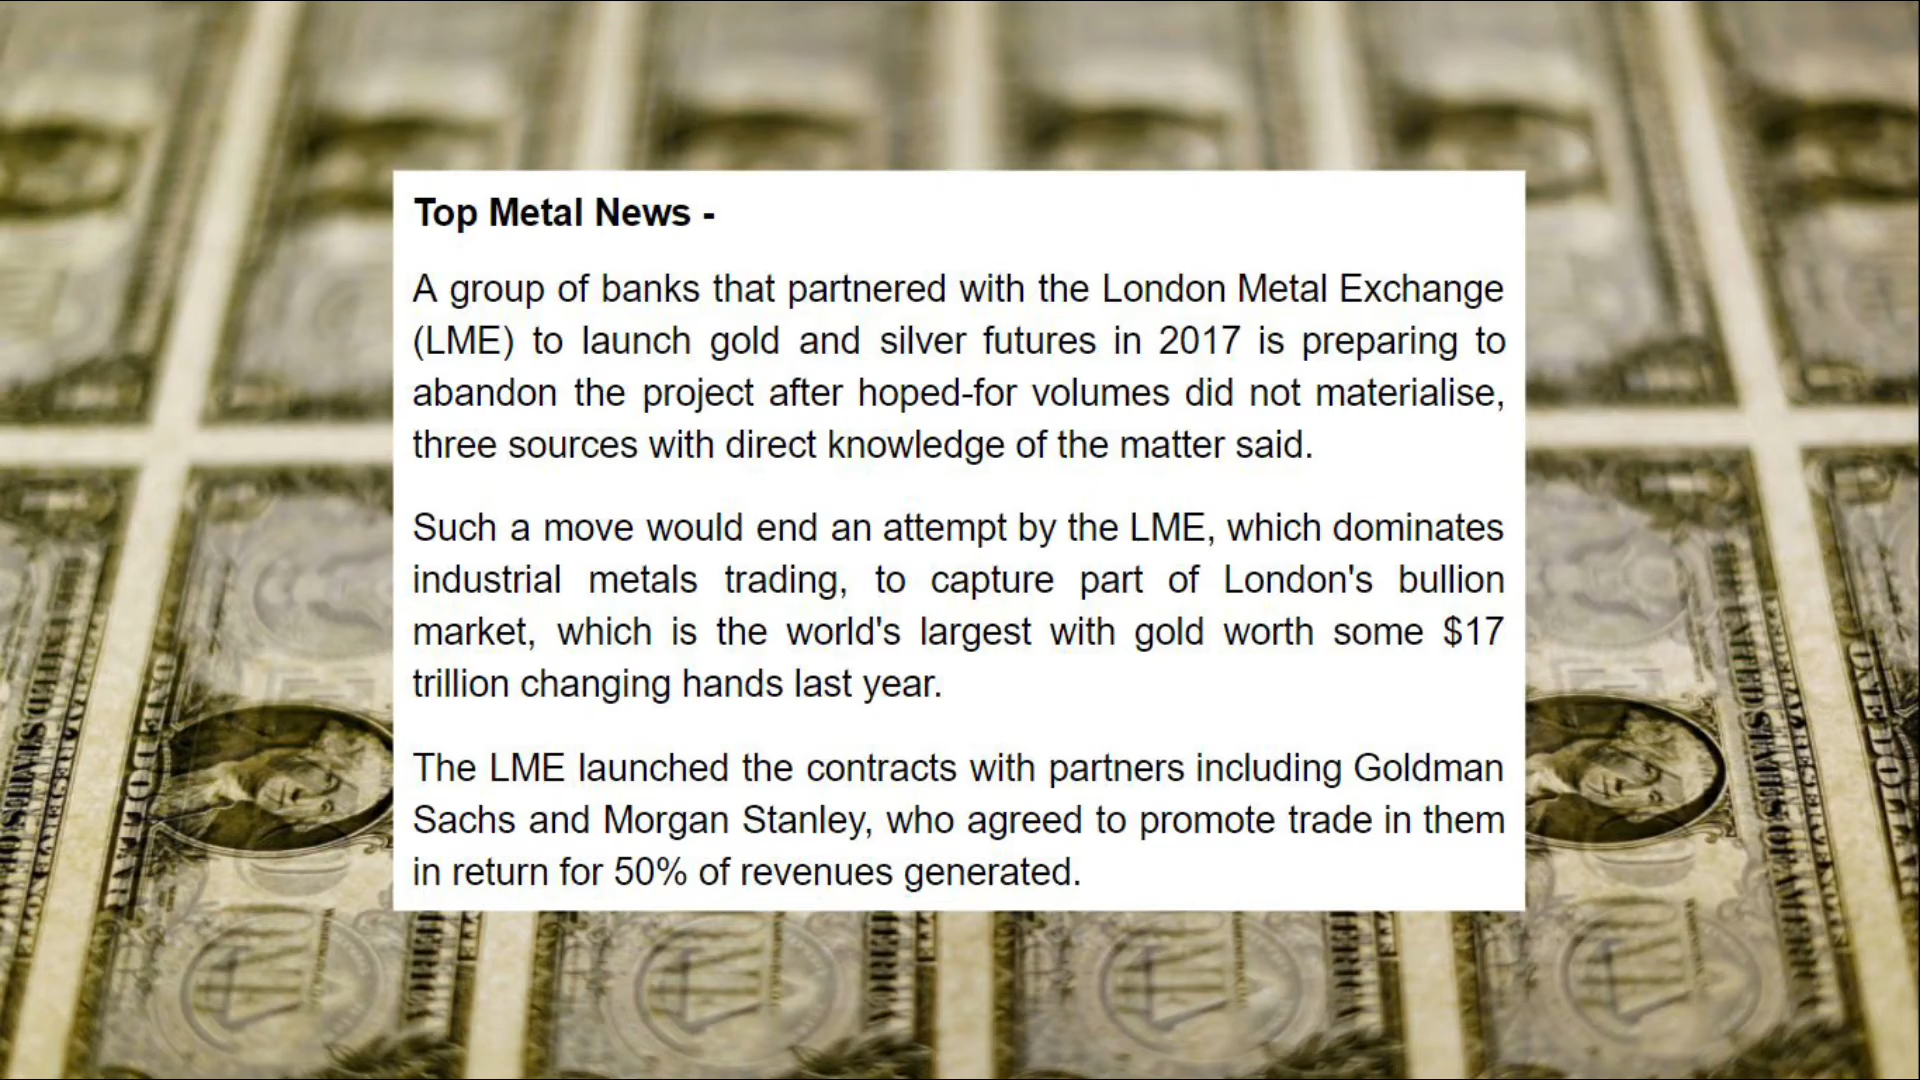 Top Metal News -
A group of banks that partnered with the London Metal Exchange
(LME) to launch gold and silver futures in 2017 is preparing to
abandon the project after hoped-for volumes did not materialise,
three sources with direct knowledge of the matter said.
Such a move would end an attempt by the LME, which dominates
industrial metals trading, to capture part of London's bullion
market, which is the world's largest with gold worth some $17
trillion changing hands last year.
The LME launched the contracts with partners including Goldman
Sachs and Morgan Stanley, who agreed to promote trade in them
in return for 50% of revenues generated.